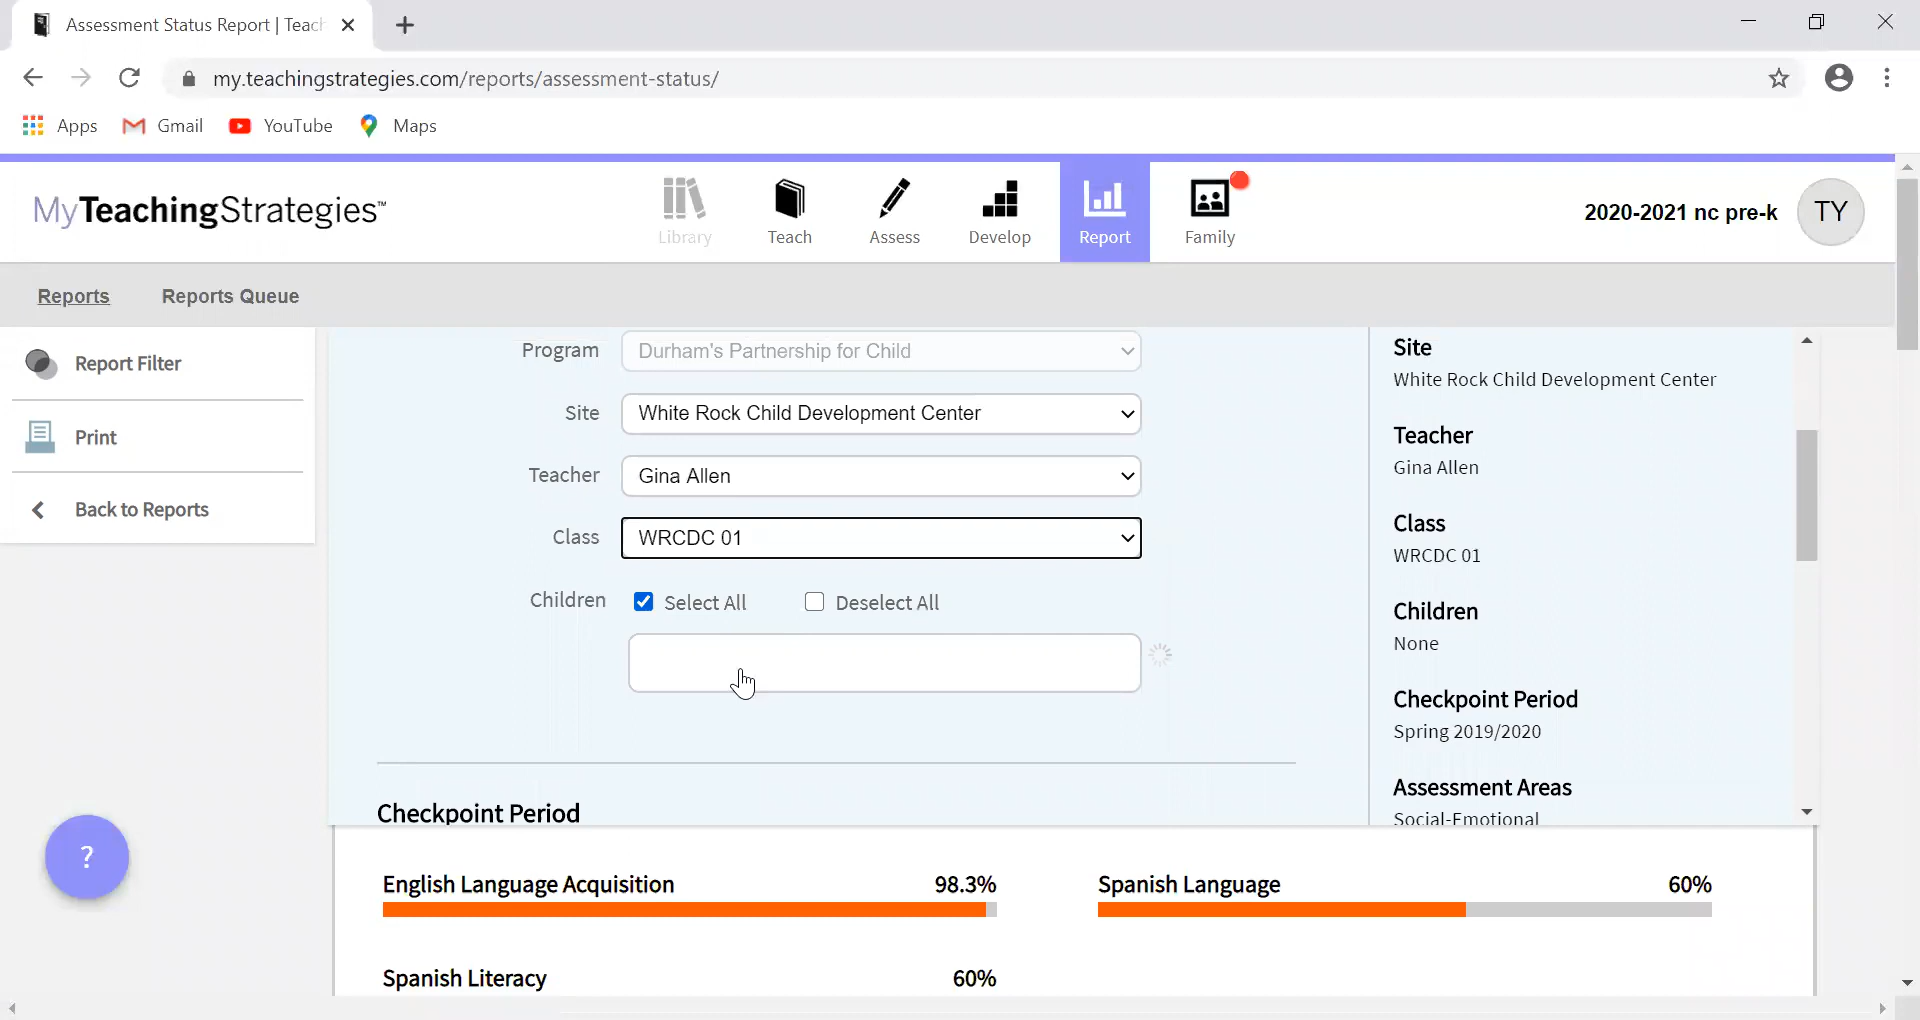 Assessment Status Report | Teach
my.teachingstrategies.com/reports/assessment-status/
Apps
Gmail
YouTube
Maps
MyTeachingStrategies™
Library
Teach
Assess
Develop
Report
Family
2020-2021 nc pre-k
TY
Reports
Reports Queue
Report Filter
Print
Back to Reports
Program
Durham's Partnership for Child
Site
White Rock Child Development Center
Teacher
Gina Allen
Class
WRCDC 01
Children
Select All
Deselect All
Checkpoint Period
Site
White Rock Child Development Center
Teacher
Gina Allen
Class
WRCDC 01
Children
None
Checkpoint Period
Spring 2019/2020
Assessment Areas
Social-Emotional
?
English Language Acquisition 98.3%
Spanish Language 60%
Spanish Literacy 60%